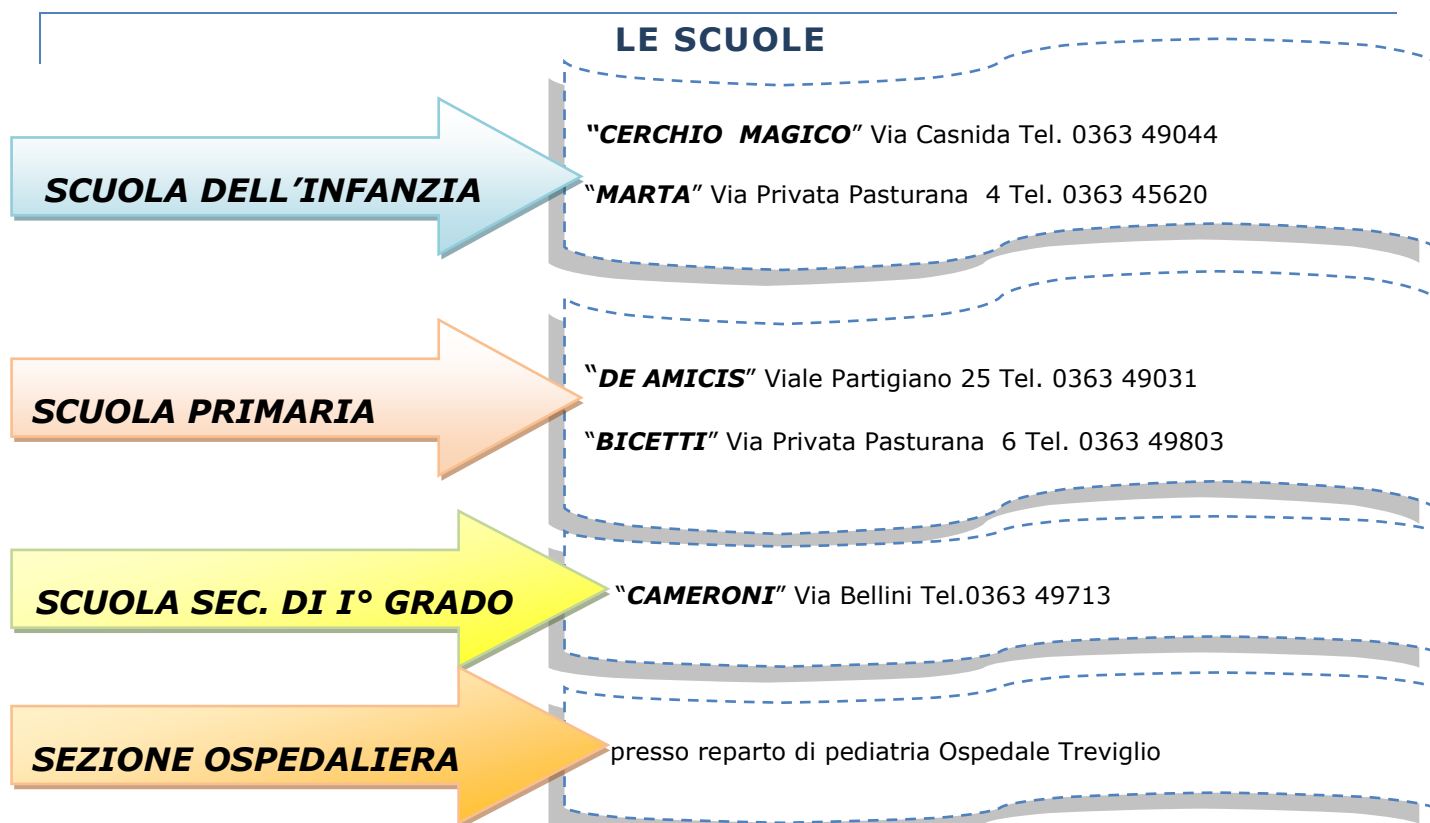 LE SCUOLE
SCUOLA DELL’INFANZIA
“CERCHIO MAGICO” Via Casnida Tel. 0363 49044
“MARTA” Via Privata Pasturana 4 Tel. 0363 45620
SCUOLA PRIMARIA
“DE AMICIS” Viale Partigiano 25 Tel. 0363 49031
“BICETTI” Via Privata Pasturana 6 Tel. 0363 49803
SCUOLA SEC. DI I° GRADO
“CAMERONI” Via Bellini Tel.0363 49713
SEZIONE OSPEDALIERA
presso reparto di pediatria Ospedale Treviglio